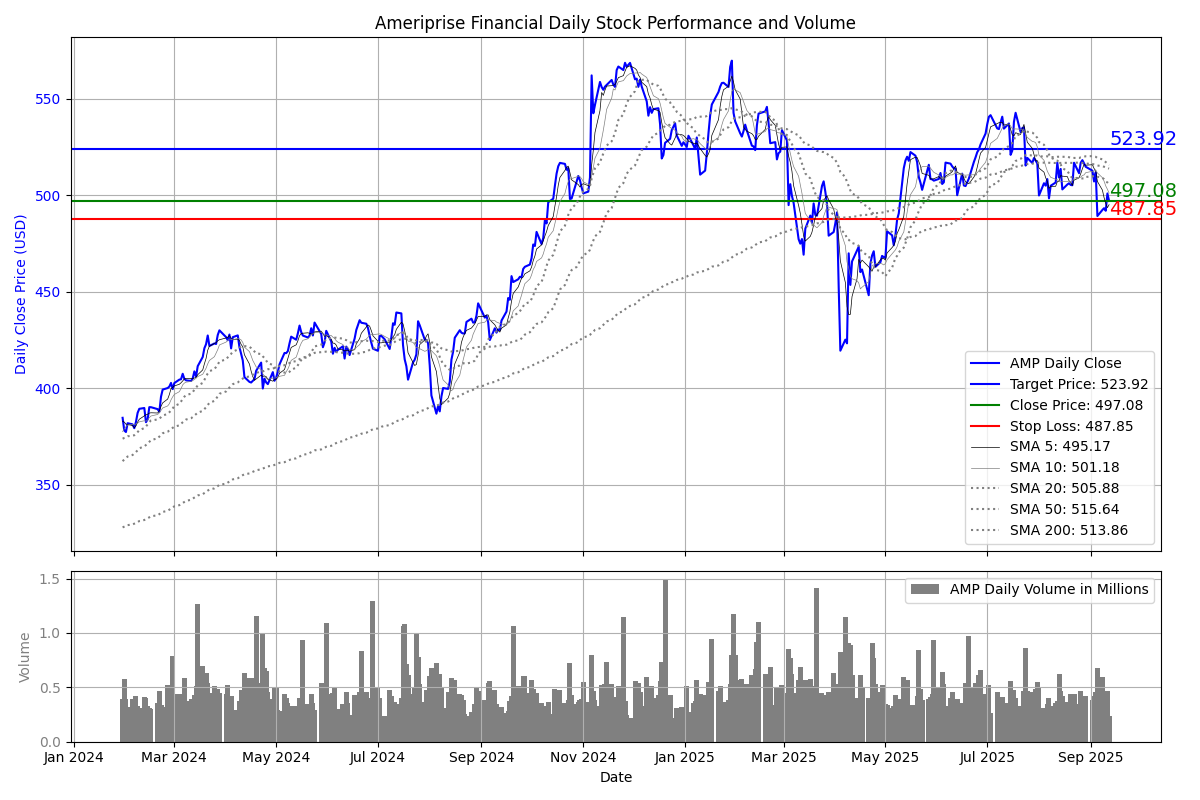 Ameriprise Financial Daily Stock Performance and Volume
Daily Close Price (USD)
550
500
450
400
350
523.92
497.08
487.85
AMP Daily Close
Target Price: 523.92
Close Price: 497.08
Stop Loss: 487.85
SMA 5: 495.17
SMA 10: 501.18
SMA 20: 505.88
SMA 50: 515.64
SMA 200: 513.86
Volume
1.5
1.0
0.5
0.0
AMP Daily Volume in Millions
Jan 2024 Mar 2024 May 2024 Jul 2024 Sep 2024 Nov 2024 Jan 2025 Mar 2025 May 2025 Jul 2025 Sep 2025
Date